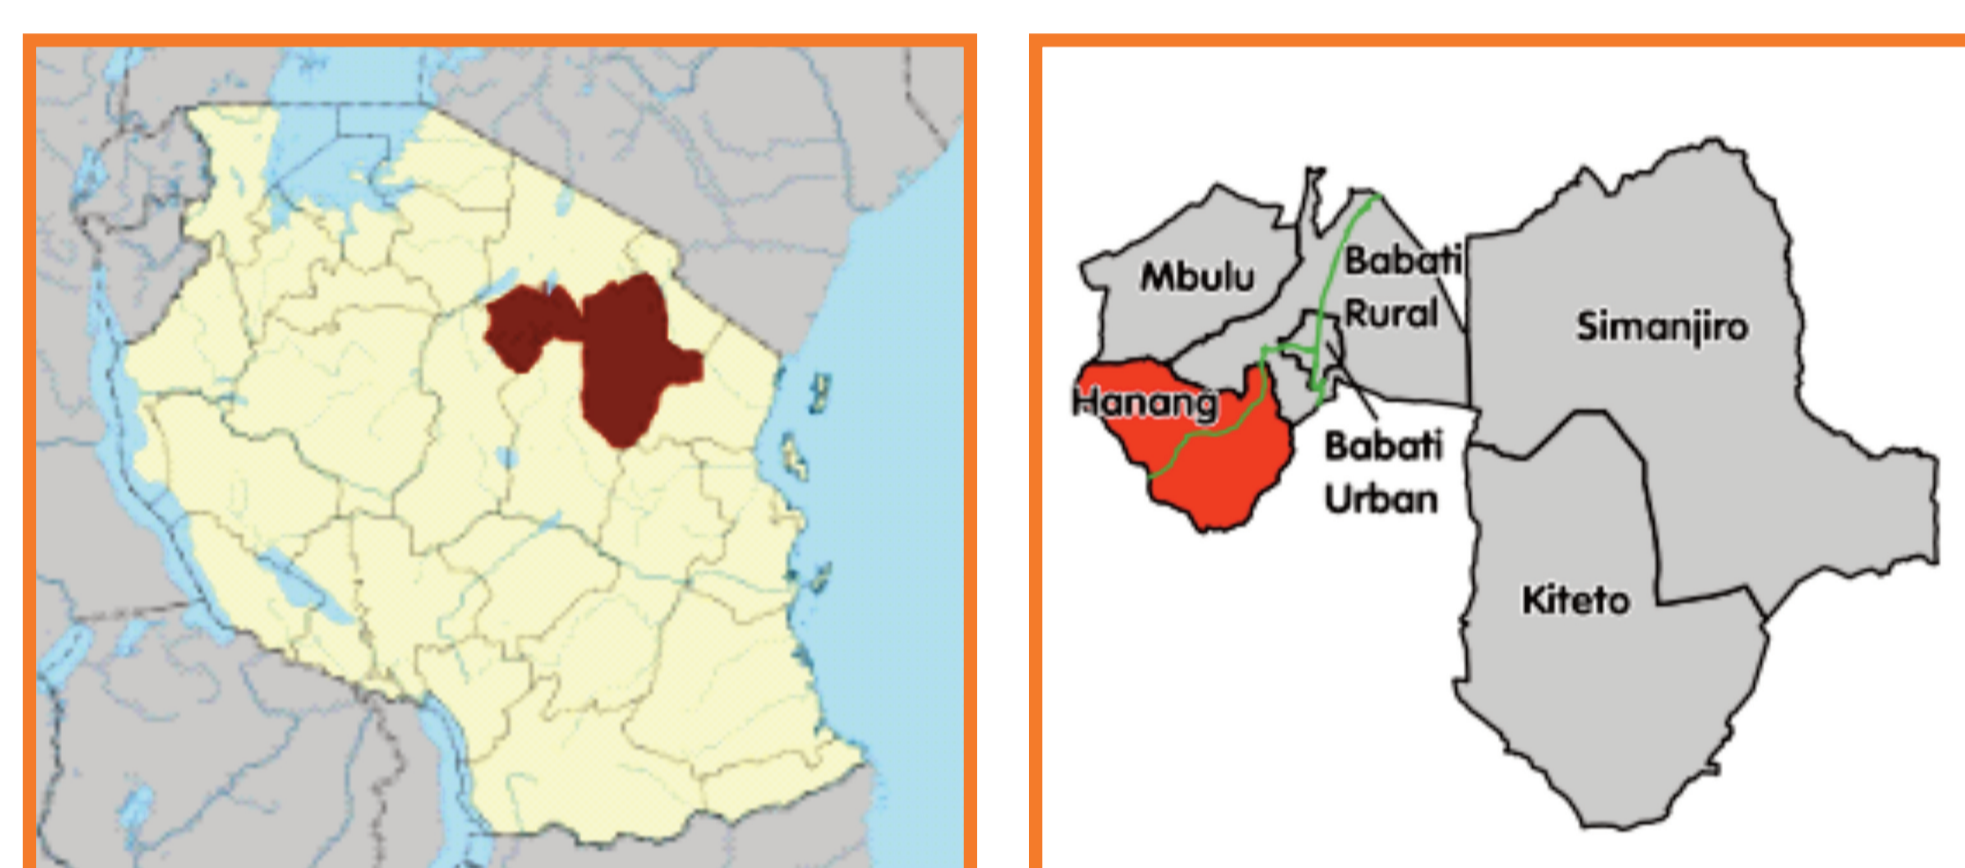 Mbulu
Babati
Rural
Simanjiro
Hanang
Babati
Urban
Kiteto